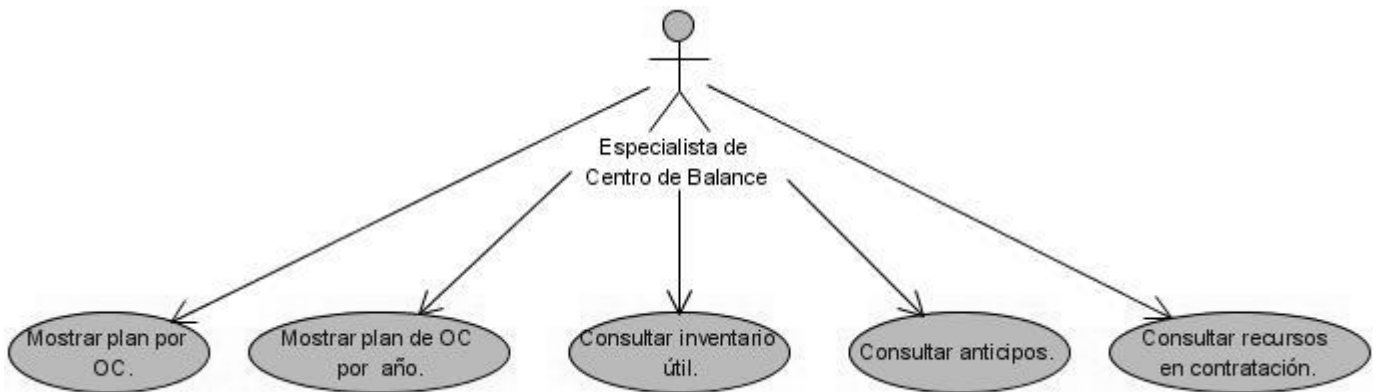 Especialista de
Centro de Balance
Mostrar plan por
OC.
Mostrar plan de OC
por año.
Consultar inventario
útil.
Consultar anticipos.
Consultar recursos
en contratación.